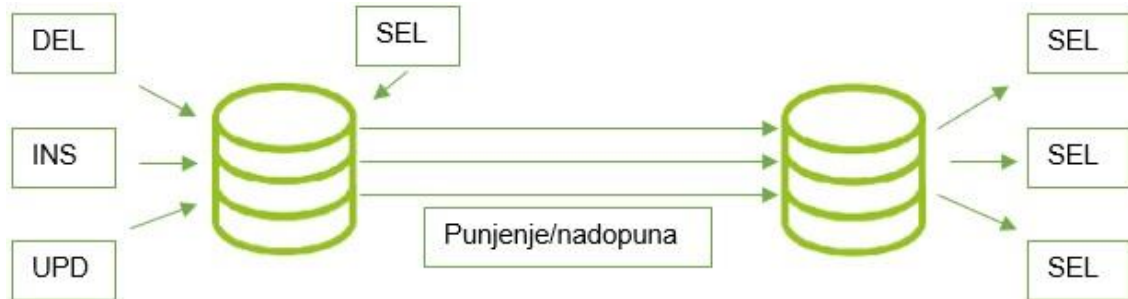 DEL
SEL
SEL
INS
SEL
Punjenje/nadopuna
UPD
SEL